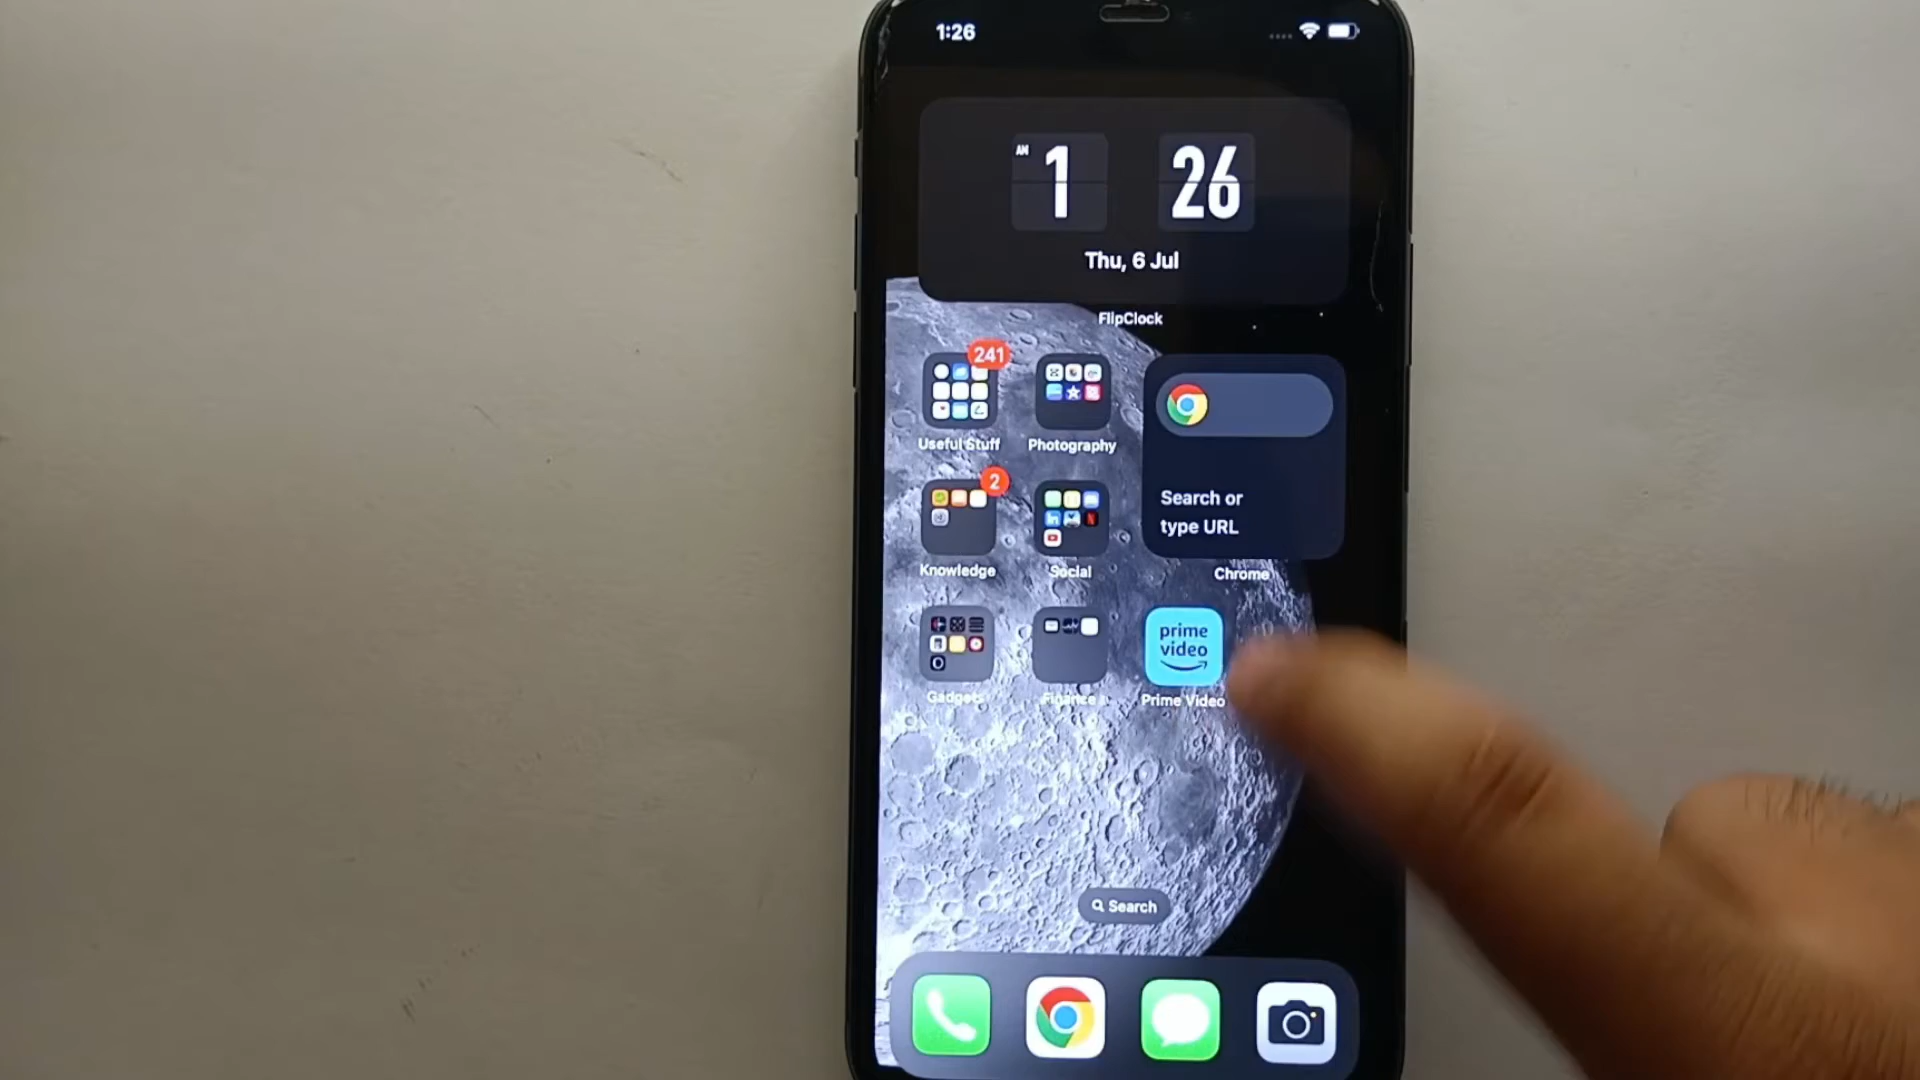 1:26
AM 1 26
Thu, 6 Jul
FlipClock
241
Useful Stuff
Photography
Search or
type URL
2
Knowledge
Social
Chrome
prime
video
Gadgets
Finance
Prime Video
Search